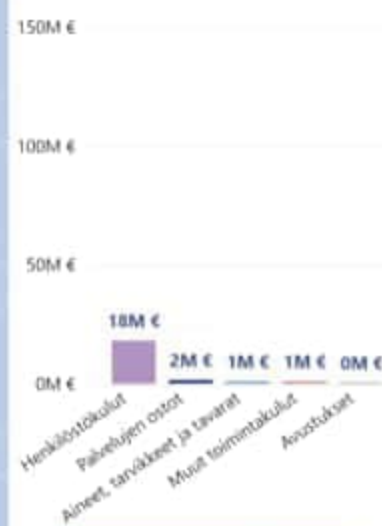 150M €
100M €
50M €
0M €
18M €
2M €
1M €
1M €
0M €
Henkilöstökulut
Palvelujen ostot
Aineet, tarvikkeet ja tavarat
Muut toimintakulut
Avustukset